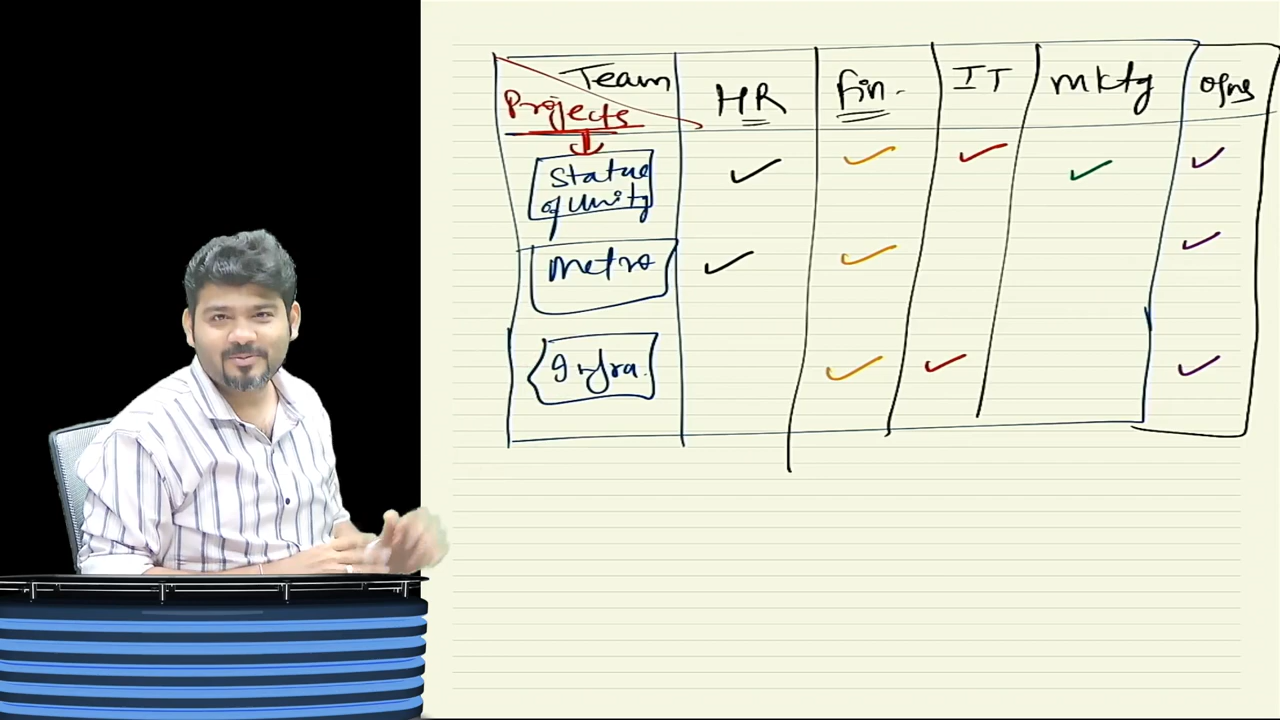 Team
Projects
HR
Fin.
IT
Mktg
Opns
Statue
of Unity
Metro
Infra.